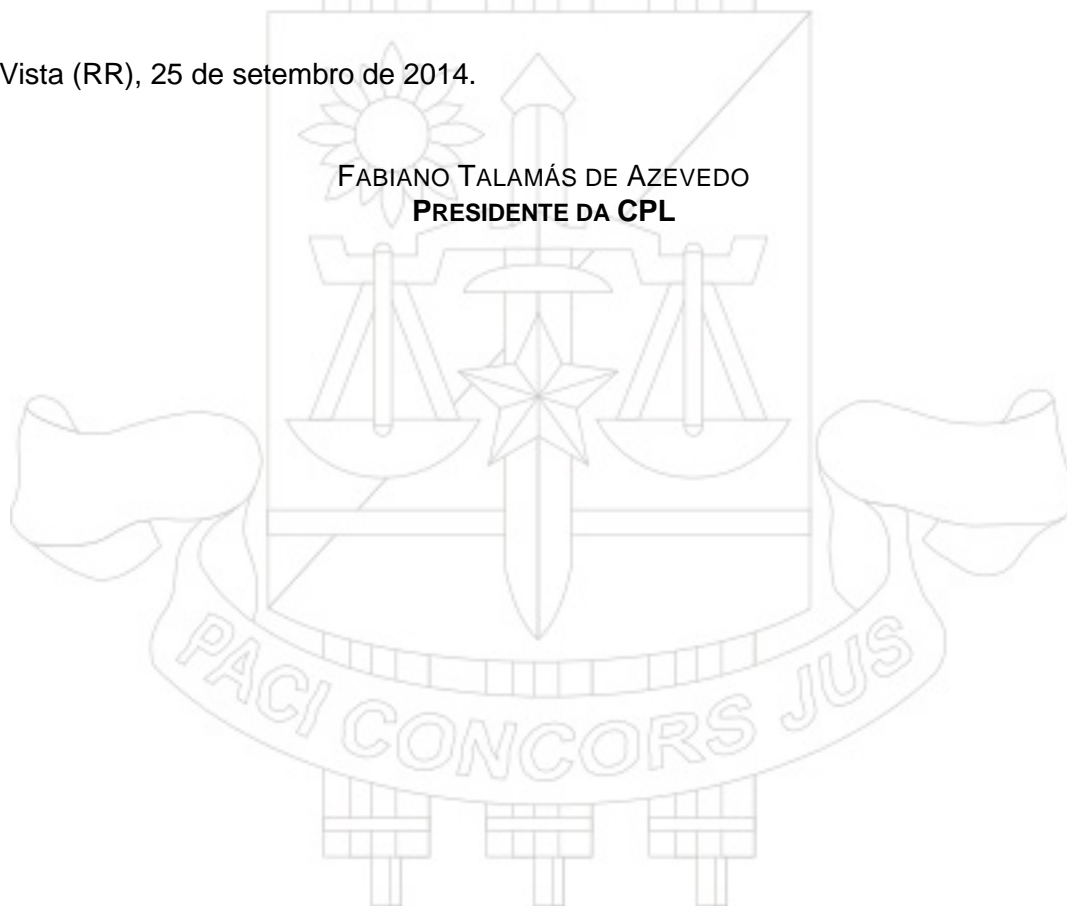 Vista (RR), 25 de setembro de 2014.
FABIANO TALAMÁS DE AZEVEDO
PRESIDENTE DA CPL
PACI CONCORS JUS